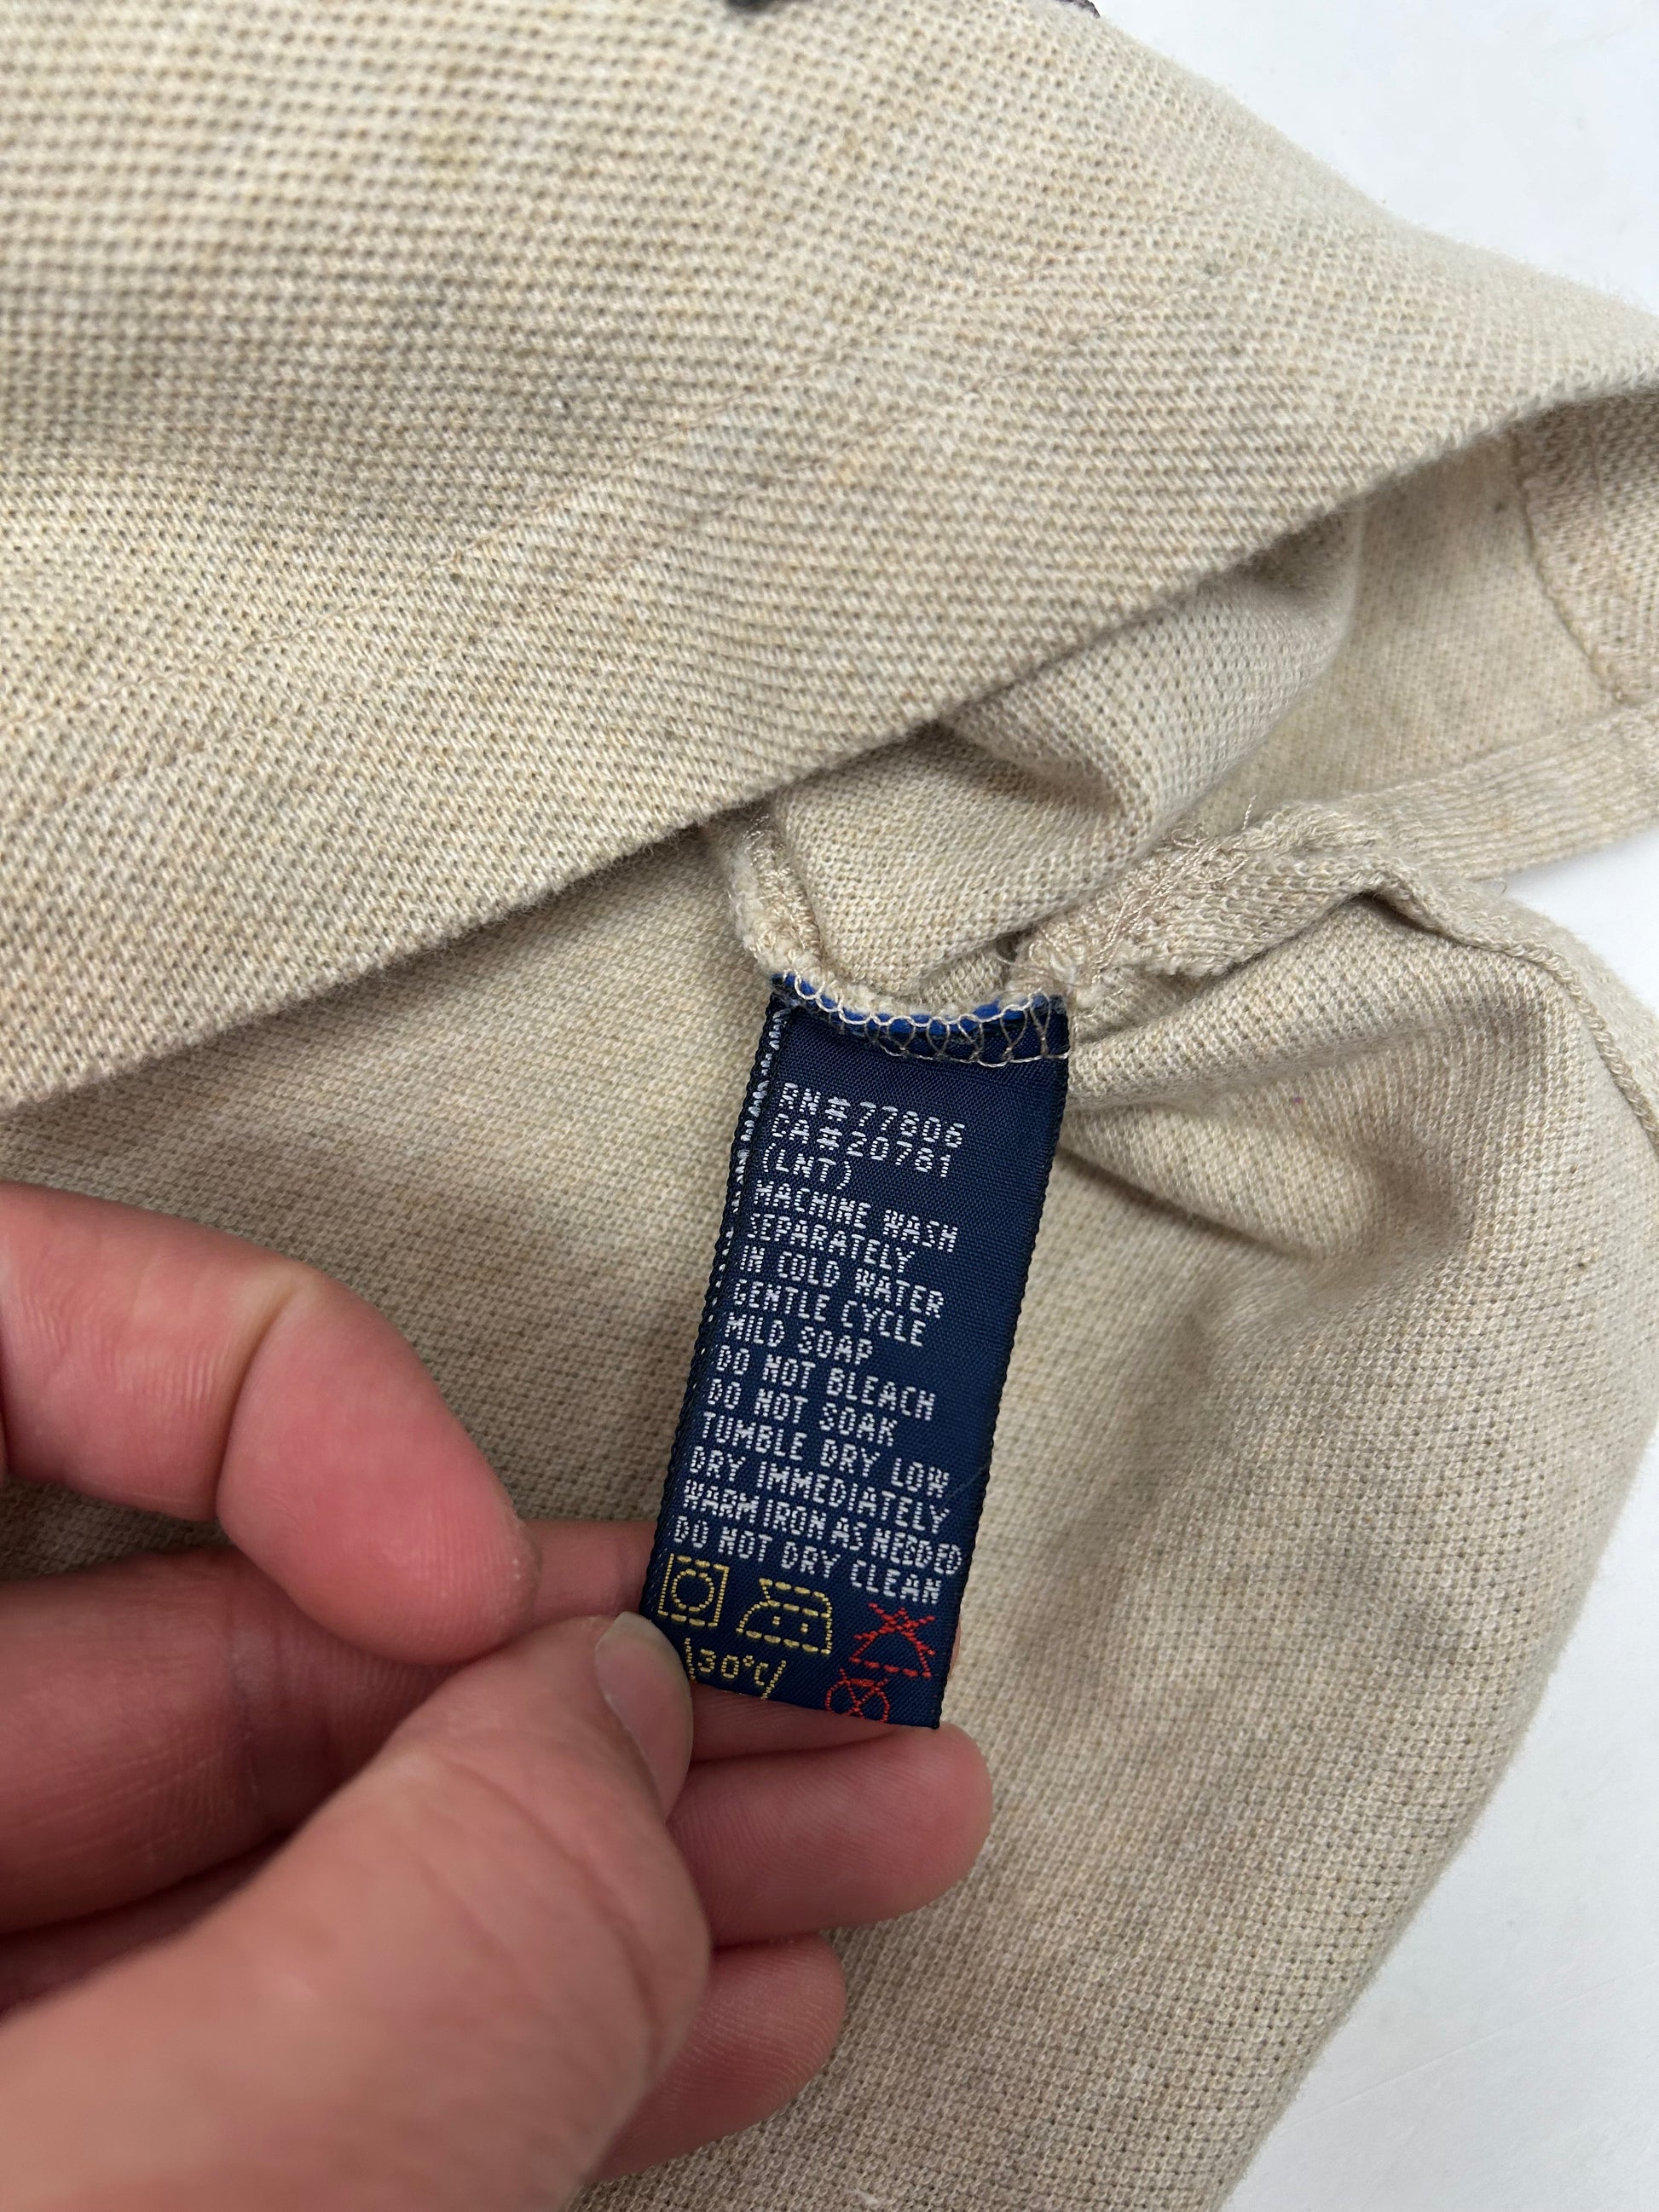 RN#77806
CA#20781
(LNT)
MACHINE WASH
SEPARATELY
IN COLD WATER
GENTLE CYCLE
MILD SOAP
DO NOT BLEACH
DO NOT SOAK
TUMBLE DRY LOW
DRY IMMEDIATELY
WARM IRON AS NEEDED
DO NOT DRY CLEAN
30°C